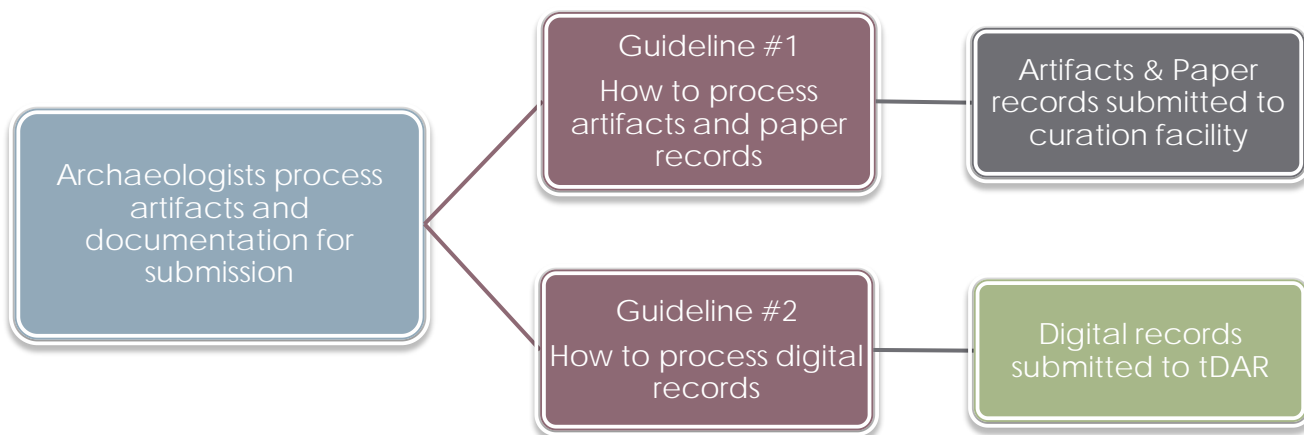 Archaeologists process
artifacts and
documentation for
submission
Guideline #1
How to process
artifacts and paper
records
Artifacts & Paper
records submitted to
curation facility
Guideline #2
How to process digital
records
Digital records
submitted to tDAR